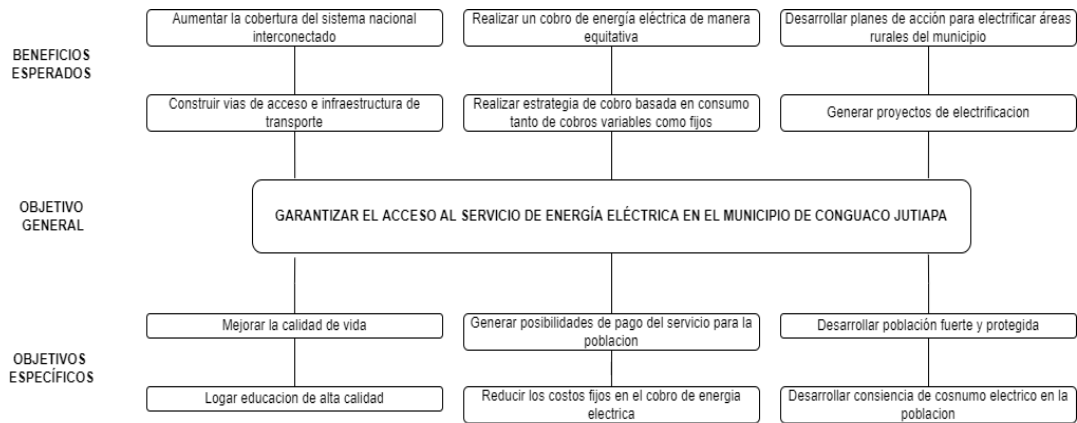 Aumentar la cobertura del sistema nacional
interconectado
Realizar un cobro de energía eléctrica de manera
equitativa
Desarrollar planes de acción para electrificar áreas
rurales del municipio
BENEFICIOS
ESPERADOS
Construir vias de acceso e infraestructura de
transporte
Realizar estrategia de cobro basada en consumo
tanto de cobros variables como fijos
Generar proyectos de electrificacion
OBJETIVO
GENERAL
GARANTIZAR EL ACCESO AL SERVICIO DE ENERGÍA ELÉCTRICA EN EL MUNICIPIO DE CONGUACO JUTIAPA
Mejorar la calidad de vida
Generar posibilidades de pago del servicio para la
poblacion
Desarrollar población fuerte y protegida
OBJETIVOS
ESPECÍFICOS
Logar educacion de alta calidad
Reducir los costos fijos en el cobro de energia
electrica
Desarrollar consiencia de cosnumo electrico en la
poblacion